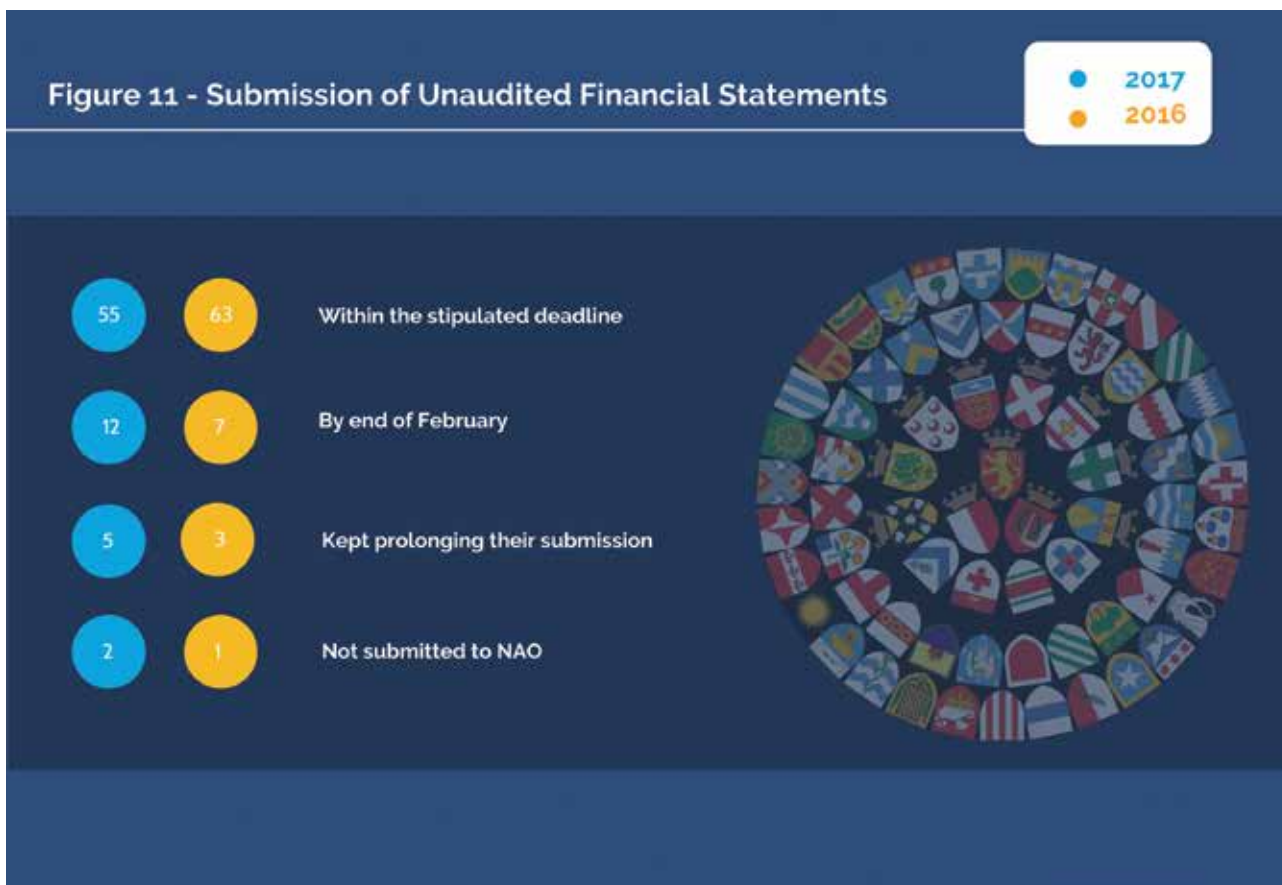 Figure 11 - Submission of Unaudited Financial Statements
2017
2016
55 63 Within the stipulated deadline
12 7 By end of February
5 3 Kept prolonging their submission
2 1 Not submitted to NAO